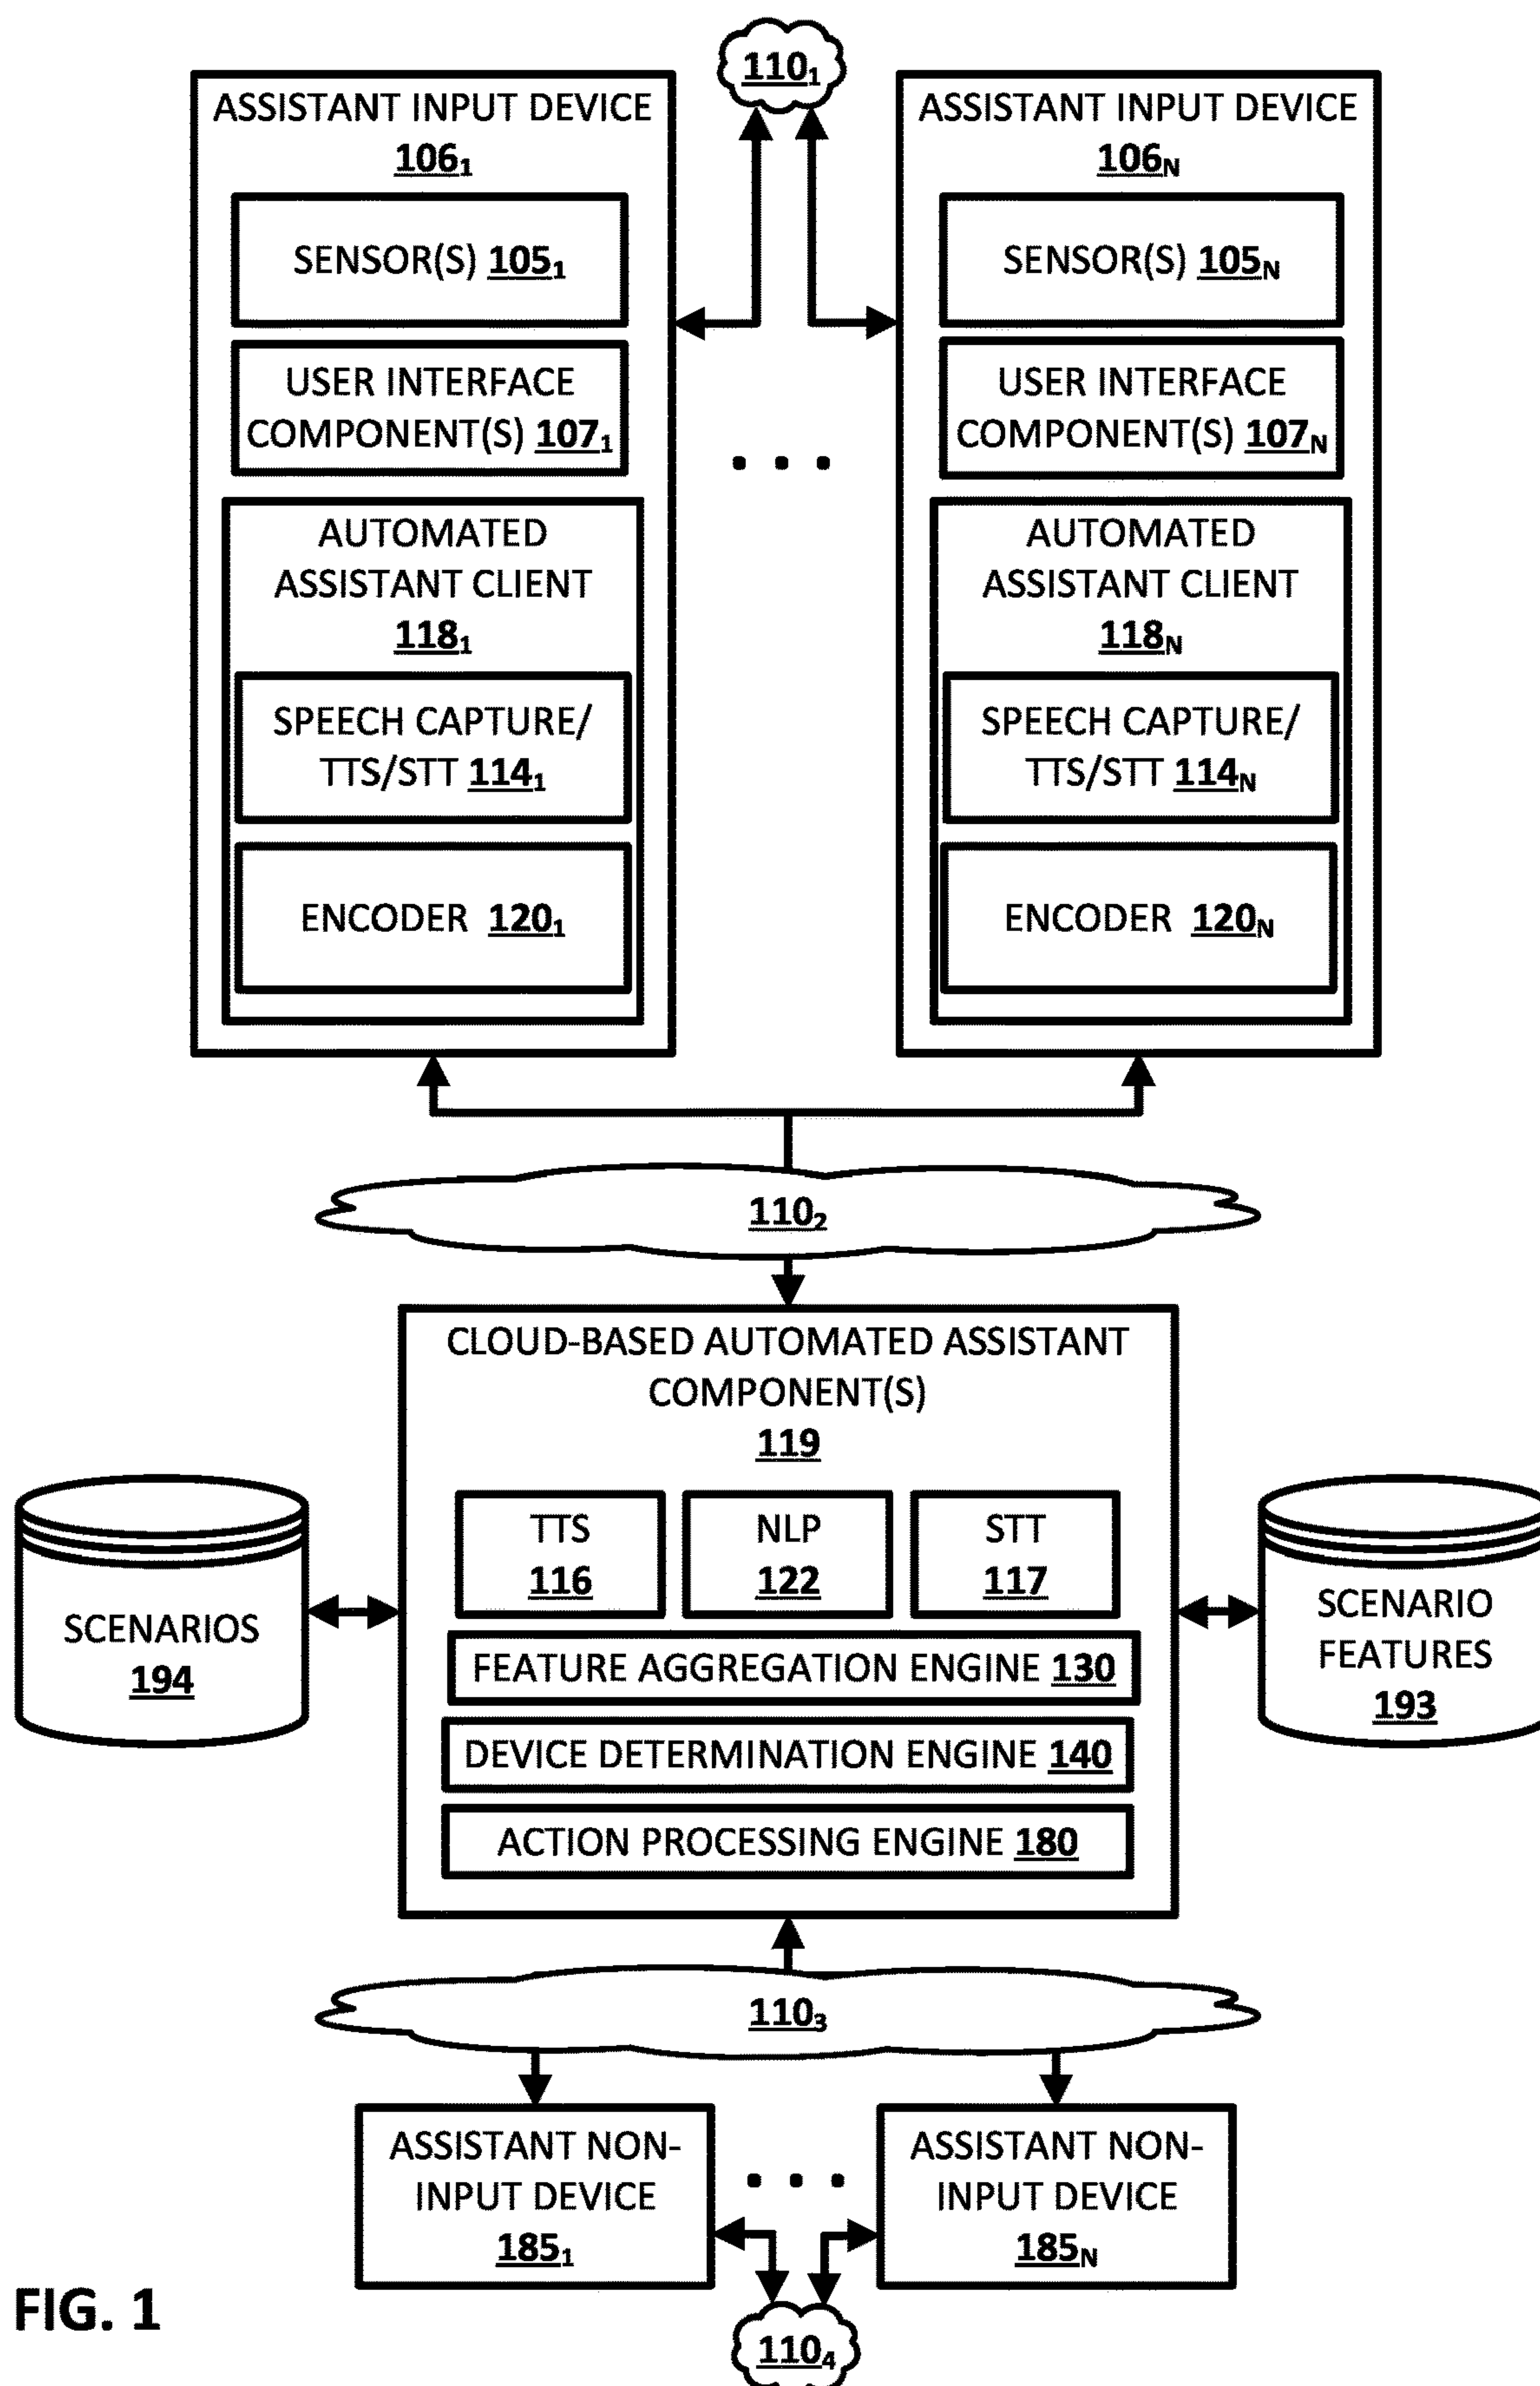 110₁
ASSISTANT INPUT DEVICE
106₁
SENSOR(S) 105₁
USER INTERFACE
COMPONENT(S) 107₁
AUTOMATED
ASSISTANT CLIENT
118₁
SPEECH CAPTURE/
TTS/STT 114₁
ENCODER 120₁
ASSISTANT INPUT DEVICE
106N
SENSOR(S) 105N
USER INTERFACE
COMPONENT(S) 107N
AUTOMATED
ASSISTANT CLIENT
118N
SPEECH CAPTURE/
TTS/STT 114N
ENCODER 120N
110₂
CLOUD-BASED AUTOMATED ASSISTANT
COMPONENT(S)
119
TTS
116
NLP
122
STT
117
FEATURE AGGREGATION ENGINE 130
DEVICE DETERMINATION ENGINE 140
ACTION PROCESSING ENGINE 180
SCENARIOS
194
SCENARIO
FEATURES
193
110₃
ASSISTANT NON-
INPUT DEVICE
185₁
ASSISTANT NON-
INPUT DEVICE
185N
110₄
FIG. 1